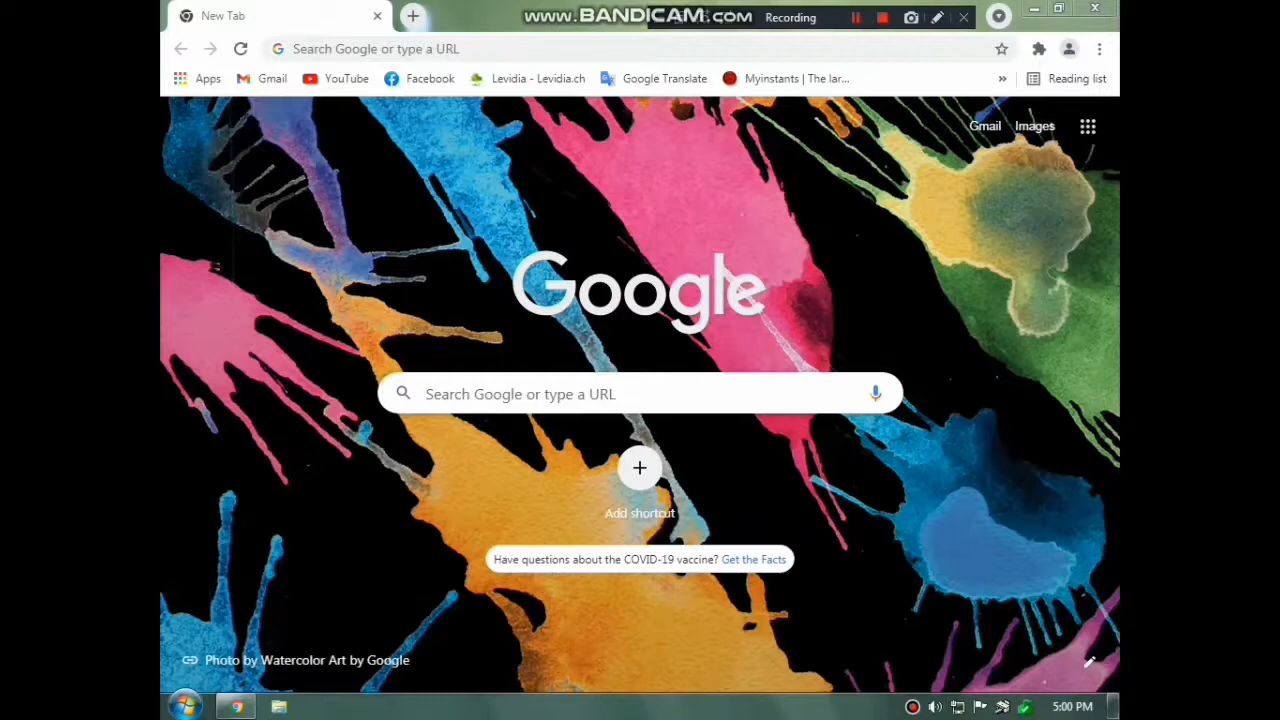 New Tab
www.BANDICAM.com
Recording
Search Google or type a URL
Apps
Gmail
YouTube
Facebook
Levidia - Levidia.ch
Google Translate
Myinstants | The lar...
»
Reading list
Gmail
Images
Google
Search Google or type a URL
Add shortcut
Have questions about the COVID-19 vaccine? Get the Facts
Photo by Watercolor Art by Google
5:00 PM